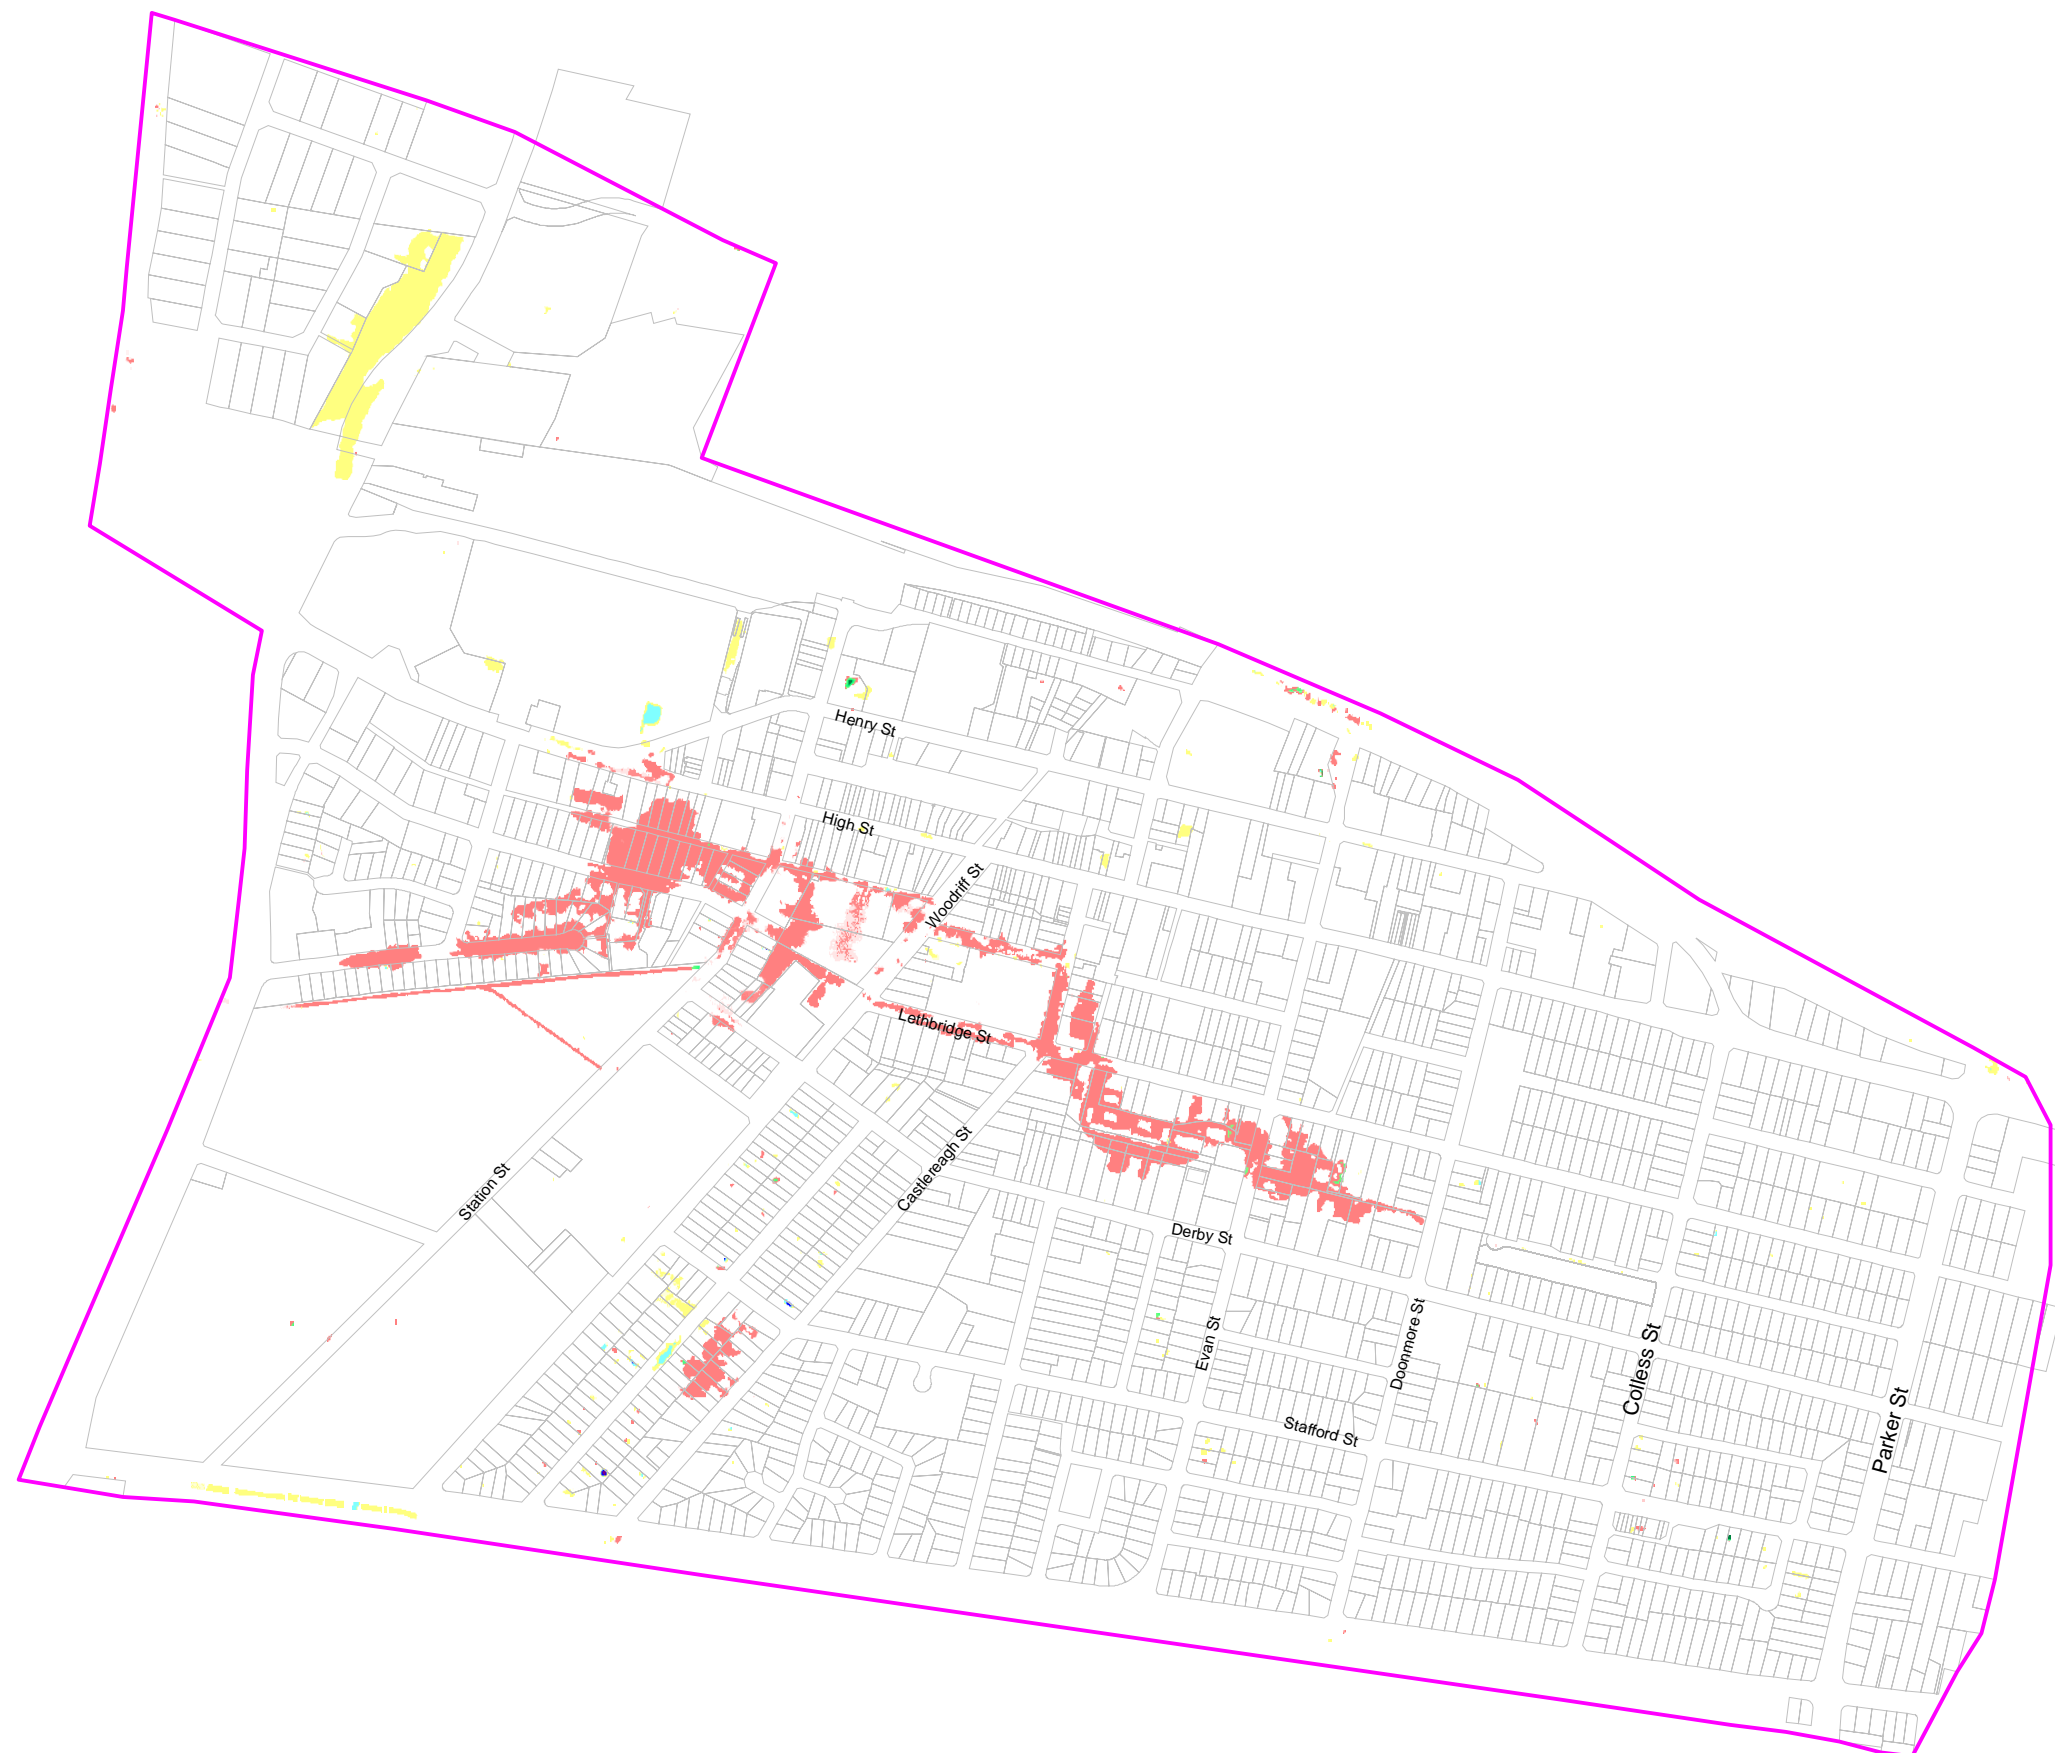 Henry St
High St
Woodriff St
Lethbridge St
Castlereagh St
Station St
Derby St
Evan St
Doonmore St
Colless St
Parker St
Stafford St